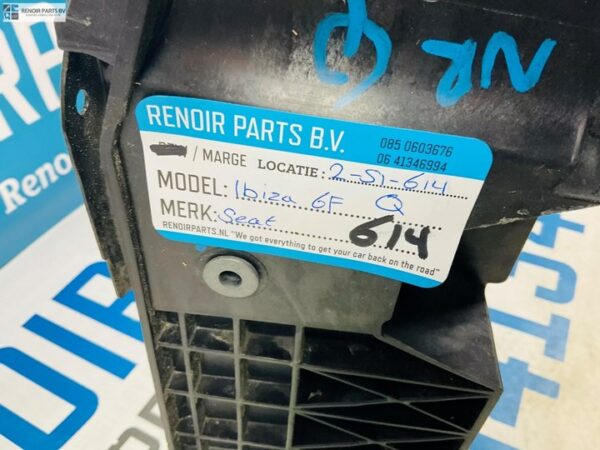 RENOIR PARTS BV
NR Q
RENOIR PARTS B.V.
085 0603676
06 41346994
/ MARGE LOCATIE: 2-S1-614
MODEL: Ibiza 6F Q
MERK: Seat
614
RENOIRPARTS.NL "We got everything to get your car back on the road"